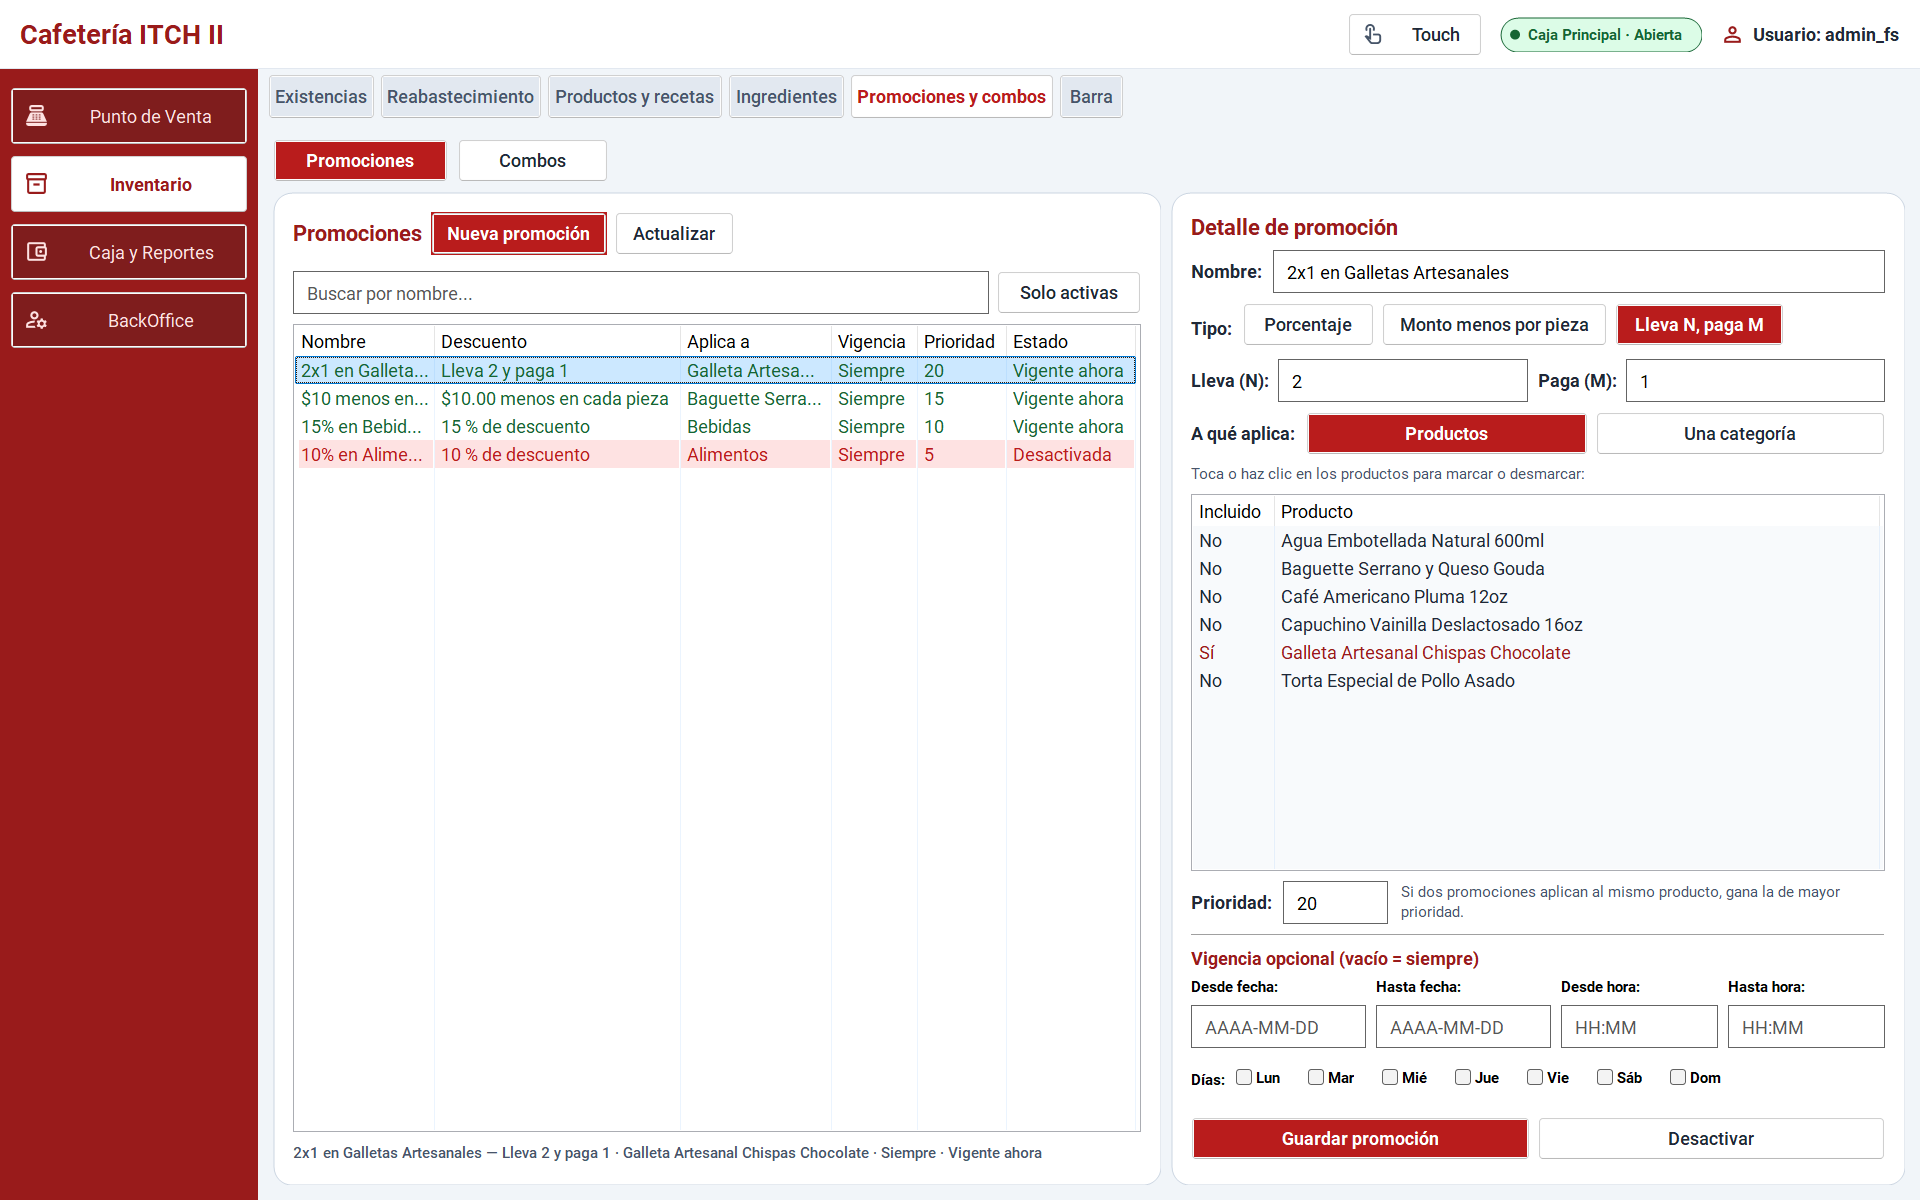 Cafetería ITCH II
Touch
Caja Principal · Abierta
Usuario: admin_fs
Punto de Venta
Inventario
Caja y Reportes
BackOffice
Existencias
Reabastecimiento
Productos y recetas
Ingredientes
Promociones y combos
Barra
Promociones
Combos
Promociones
Nueva promoción
Actualizar
Buscar por nombre...
Solo activas
Nombre Descuento Aplica a Vigencia Prioridad Estado
2x1 en Galleta... Lleva 2 y paga 1 Galleta Artesa... Siempre 20 Vigente ahora
$10 menos en... $10.00 menos en cada pieza Baguette Serra... Siempre 15 Vigente ahora
15% en Bebid... 15 % de descuento Bebidas Siempre 10 Vigente ahora
10% en Alime... 10 % de descuento Alimentos Siempre 5 Desactivada
2x1 en Galletas Artesanales — Lleva 2 y paga 1 · Galleta Artesanal Chispas Chocolate · Siempre · Vigente ahora
Detalle de promoción
Nombre: 2x1 en Galletas Artesanales
Tipo: Porcentaje Monto menos por pieza Lleva N, paga M
Lleva (N): 2 Paga (M): 1
A qué aplica: Productos Una categoría
Toca o haz clic en los productos para marcar o desmarcar:
Incluido Producto
No Agua Embotellada Natural 600ml
No Baguette Serrano y Queso Gouda
No Café Americano Pluma 12oz
No Capuchino Vainilla Deslactosado 16oz
Sí Galleta Artesanal Chispas Chocolate
No Torta Especial de Pollo Asado
Prioridad: 20
Si dos promociones aplican al mismo producto, gana la de mayor
prioridad.
Vigencia opcional (vacío = siempre)
Desde fecha: Hasta fecha: Desde hora: Hasta hora:
AAAA-MM-DD AAAA-MM-DD HH:MM HH:MM
Días: Lun Mar Mié Jue Vie Sáb Dom
Guardar promoción
Desactivar